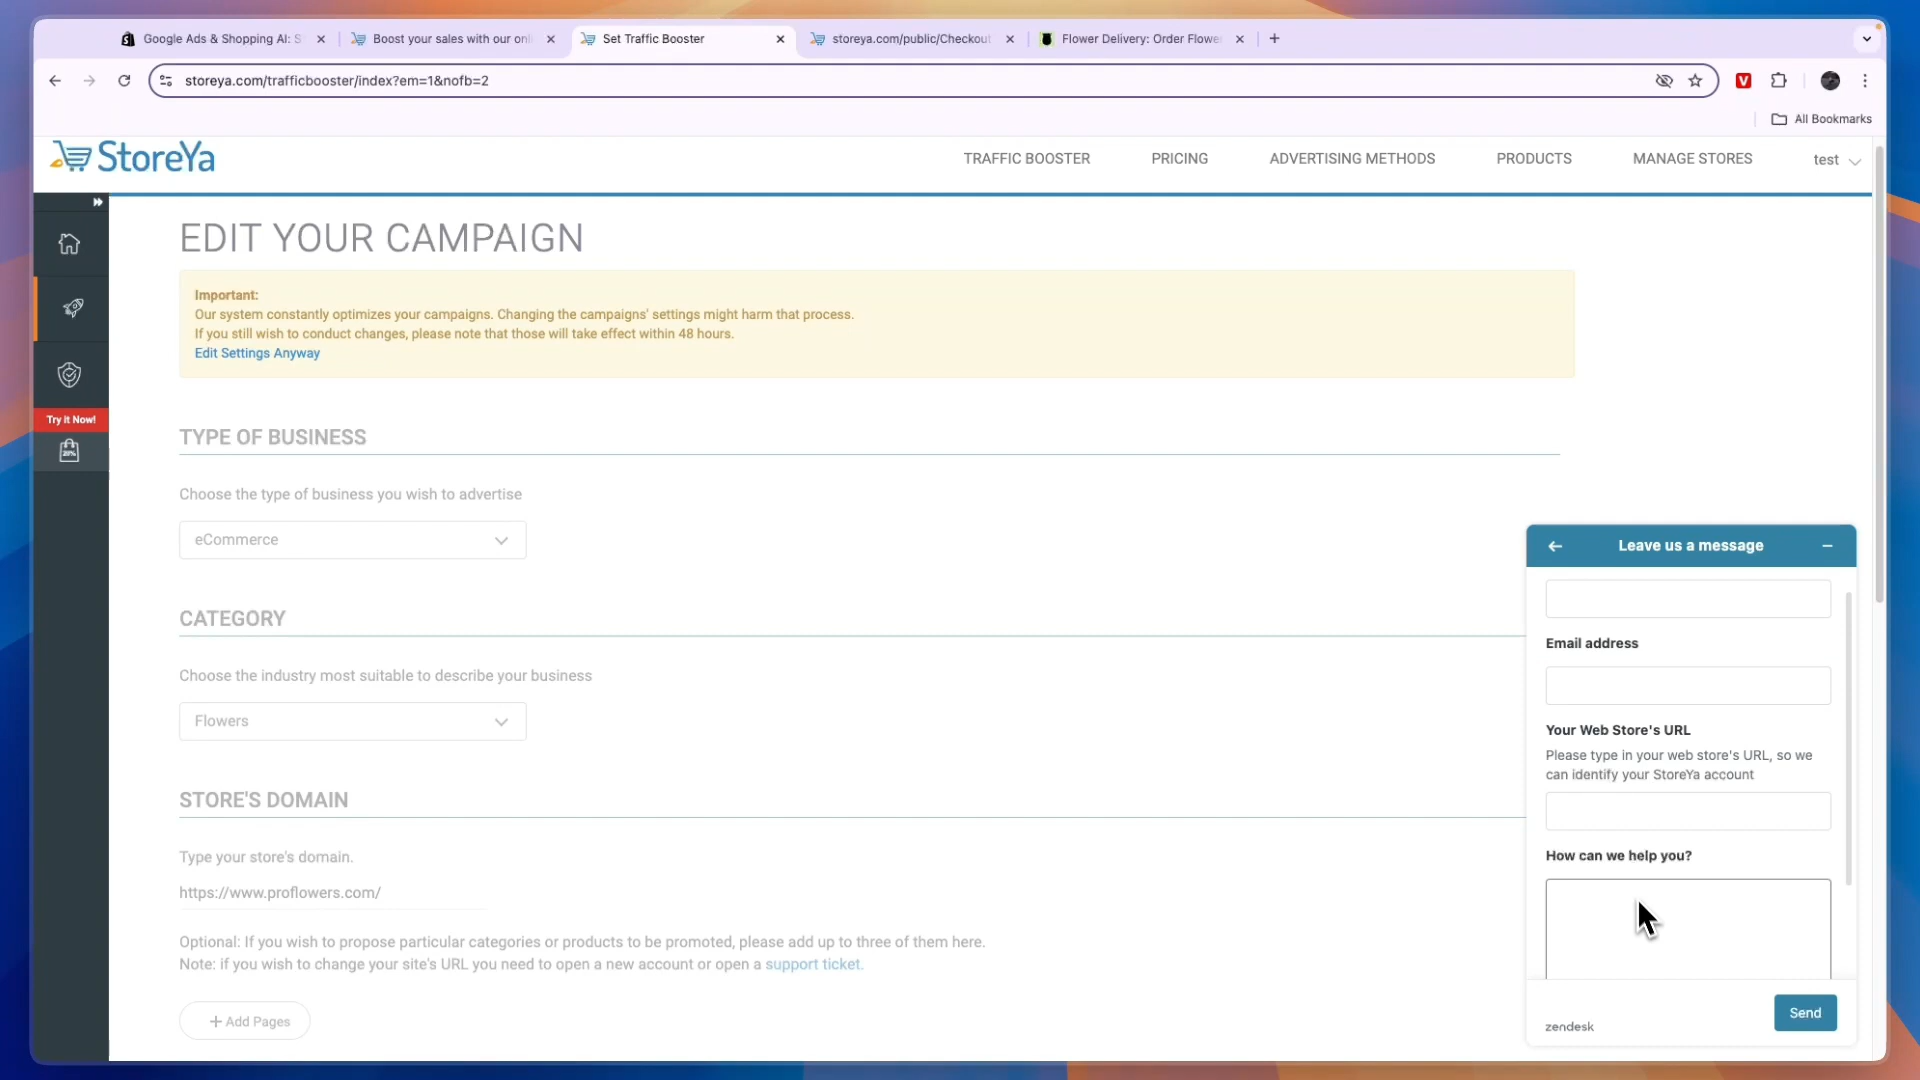 Google Ads & Shopping AI: S
Boost your sales with our onl
Set Traffic Booster
storeya.com/public/Checkout
Flower Delivery: Order Flowe
storeya.com/trafficbooster/index?em=1&nofb=2
All Bookmarks
StoreYa
TRAFFIC BOOSTER
PRICING
ADVERTISING METHODS
PRODUCTS
MANAGE STORES
test
EDIT YOUR CAMPAIGN
Important:
Our system constantly optimizes your campaigns. Changing the campaigns' settings might harm that process.
If you still wish to conduct changes, please note that those will take effect within 48 hours.
Edit Settings Anyway
Try It Now!
20%
TYPE OF BUSINESS
Choose the type of business you wish to advertise
eCommerce
CATEGORY
Choose the industry most suitable to describe your business
Flowers
STORE'S DOMAIN
Type your store's domain.
https://www.proflowers.com/
Optional: If you wish to propose particular categories or products to be promoted, please add up to three of them here.
Note: if you wish to change your site's URL you need to open a new account or open a support ticket.
+ Add Pages
Leave us a message
Email address
Your Web Store's URL
Please type in your web store's URL, so we
can identify your StoreYa account
How can we help you?
zendesk
Send